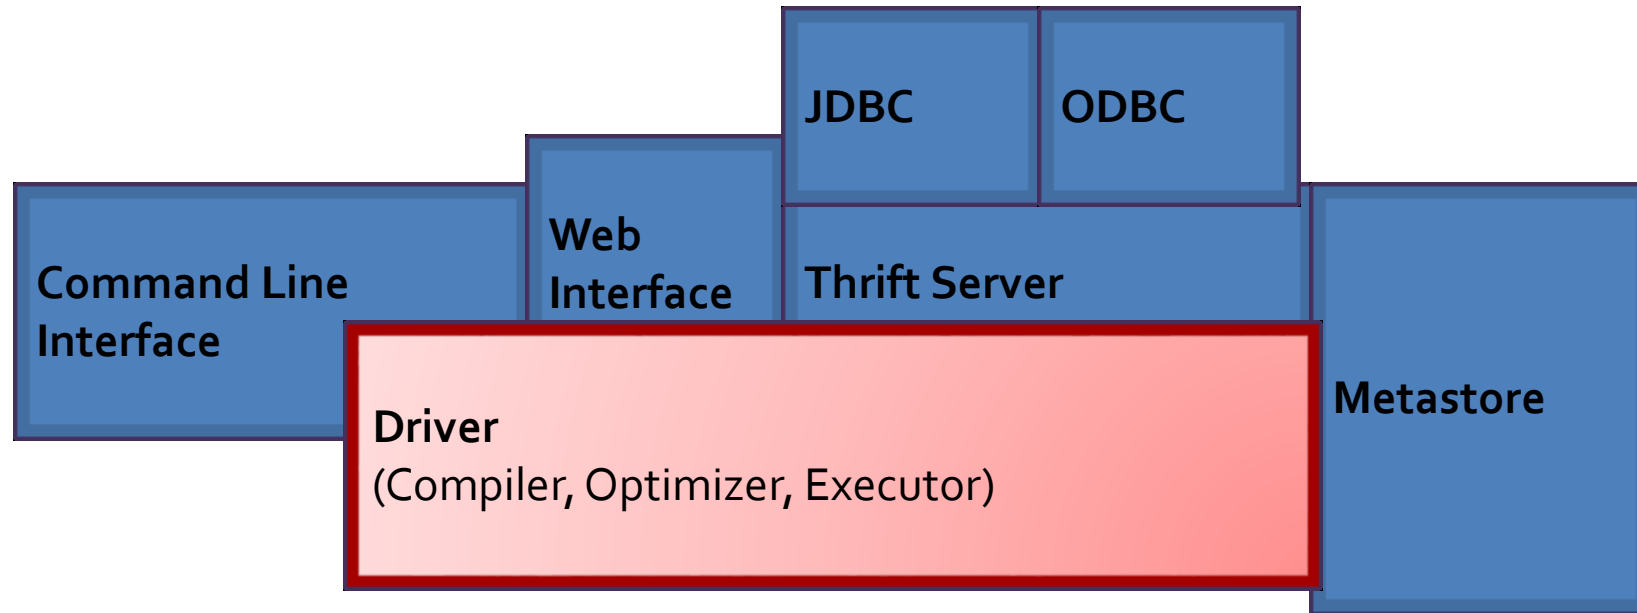 JDBC
ODBC
Web
Interface
Command Line
Interface
Thrift Server
Metastore
Driver
(Compiler, Optimizer, Executor)